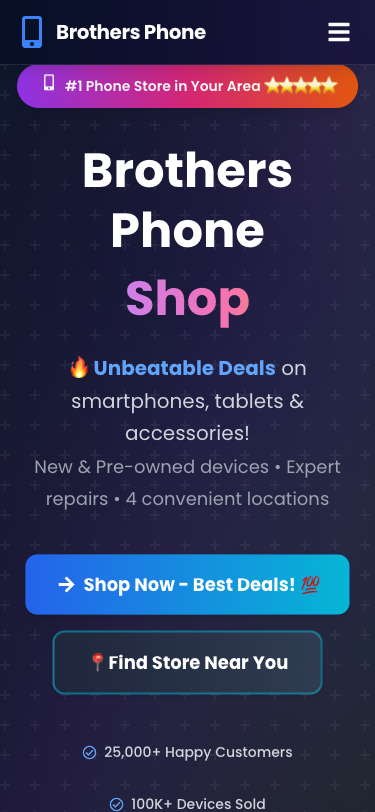 Brothers Phone
#1 Phone Store in Your Area ⭐⭐⭐⭐⭐
Brothers
Phone
Shop
🔥 Unbeatable Deals on
smartphones, tablets &
accessories!
New & Pre-owned devices • Expert
repairs • 4 convenient locations
→ Shop Now - Best Deals! 💯
📍Find Store Near You
25,000+ Happy Customers
100K+ Devices Sold